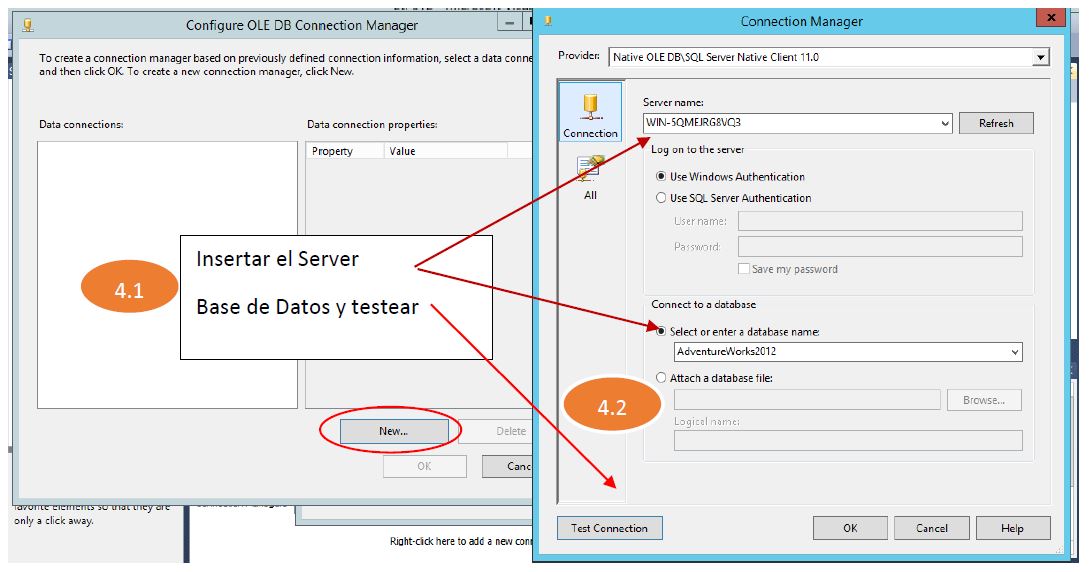 Configure OLE DB Connection Manager
To create a connection manager based on previously defined connection information, select a data conne
and then click OK. To create a new connection manager, click New.
Data connections:
Data connection properties:
Property
Value
4.1
Insertar el Server
Base de Datos y testear
New...
Delete
OK
Canc
favorite elements so that they are
only a click away.
Right-click here to add a new conn
Connection Manager
Provider:
Native OLE DB\SQL Server Native Client 11.0
Connection
All
Server name:
WIN-5QMEJRG8VQ3
Refresh
Log on to the server
Use Windows Authentication
Use SQL Server Authentication
User name:
Password:
Save my password
Connect to a database
Select or enter a database name:
AdventureWorks2012
Attach a database file:
4.2
Browse...
Logical name:
Test Connection
OK
Cancel
Help